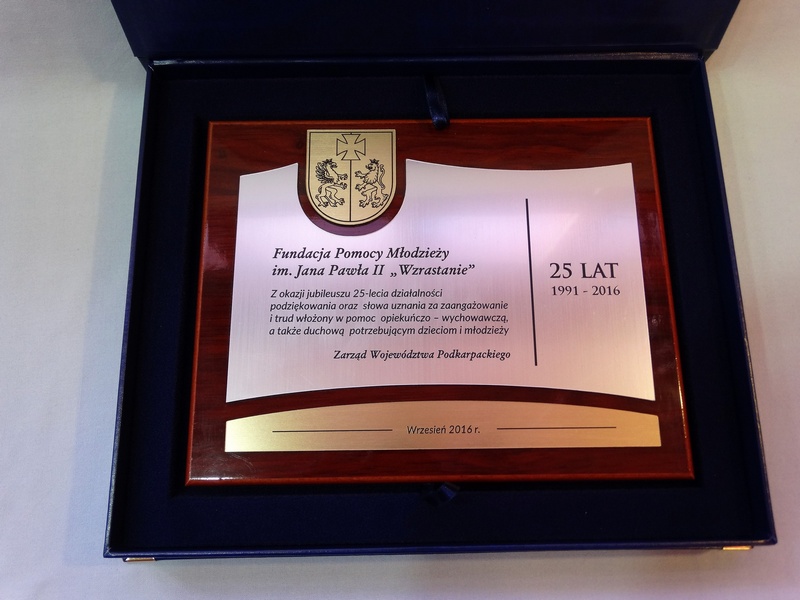 Fundacja Pomocy Młodzieży
im. Jana Pawła II „Wzrastanie”
Z okazji jubileuszu 25-lecia działalności
podziękowania oraz słowa uznania za zaangażowanie
i trud włożony w pomoc opiekuńczo – wychowawczą,
a także duchową potrzebującym dzieciom i młodzieży
Zarząd Województwa Podkarpackiego
25 LAT
1991 - 2016
Wrzesień 2016 r.